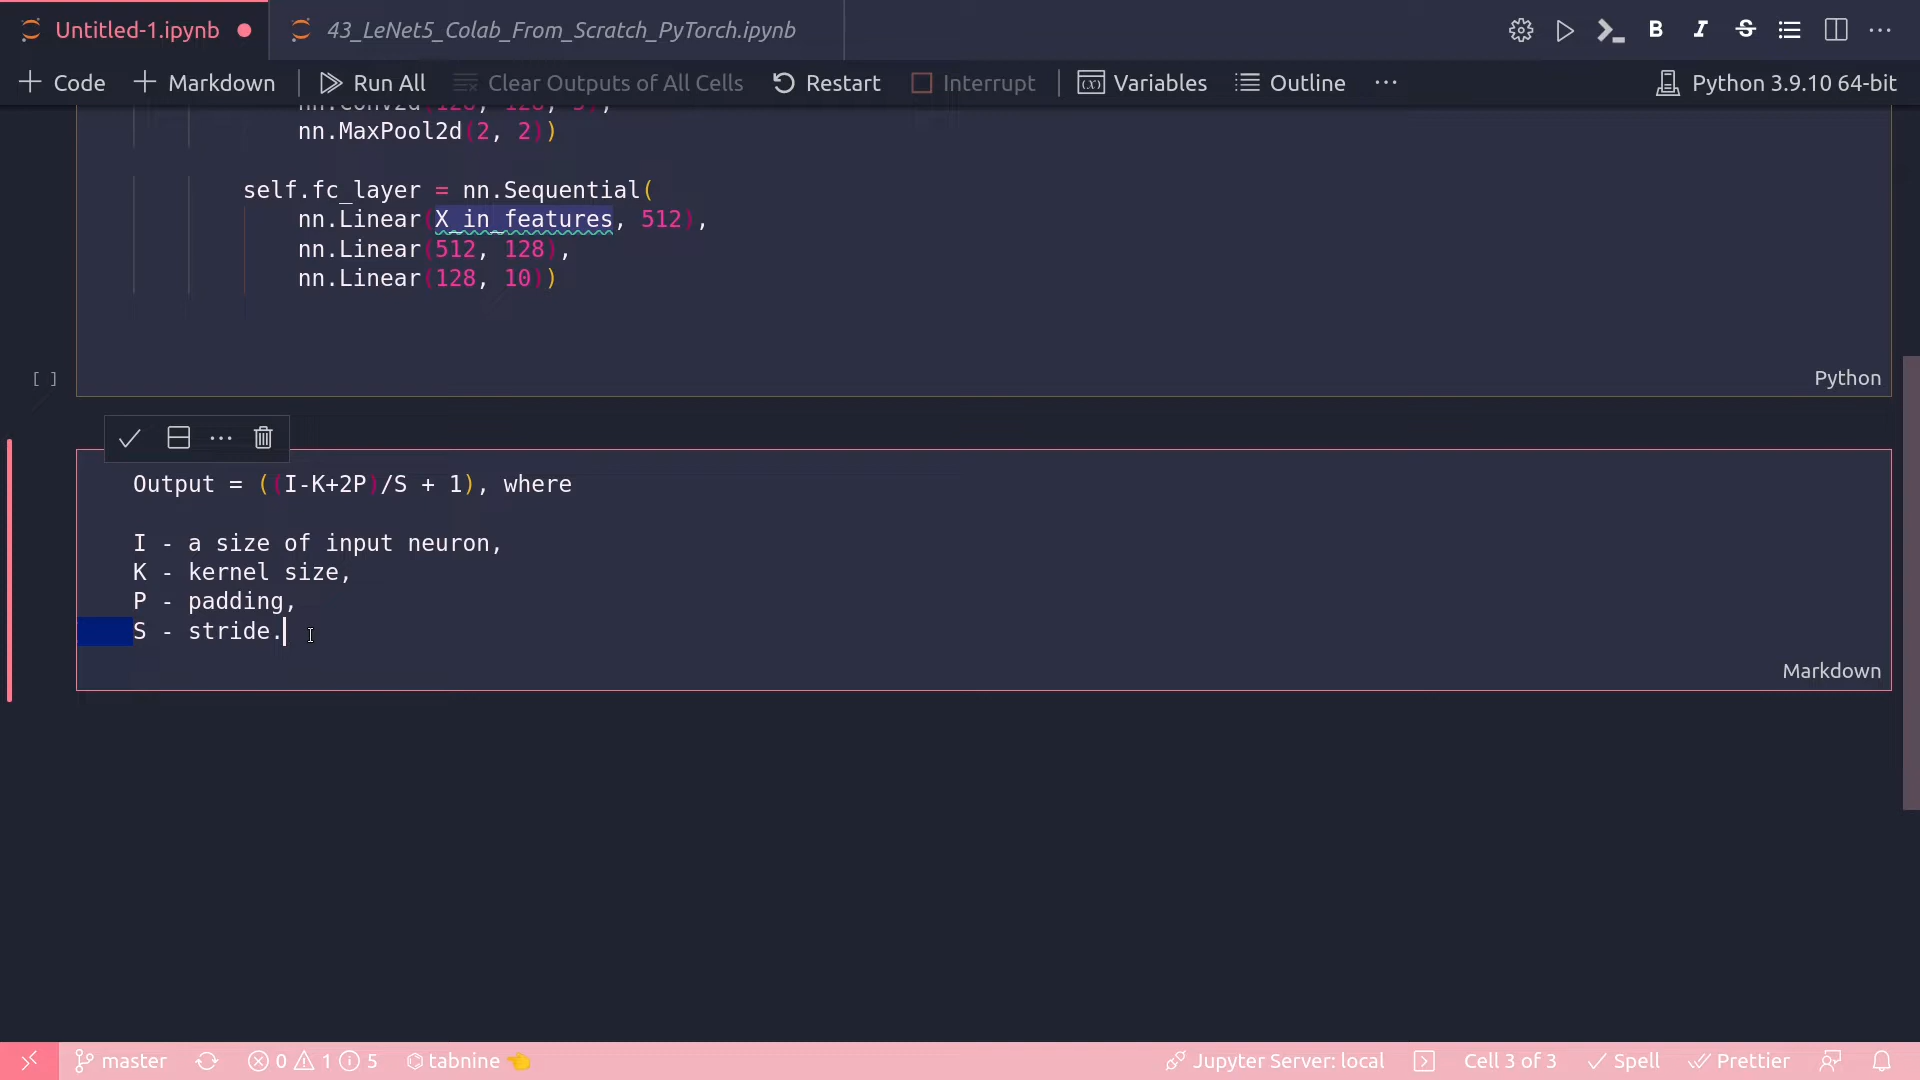 Untitled-1.ipynb
43_LeNet5_Colab_From_Scratch_PyTorch.ipynb
Code
Markdown
Run All
Clear Outputs of All Cells
Restart
Interrupt
Variables
Outline
Python 3.9.10 64-bit
nn.MaxPool2d(2, 2))
self.fc_layer = nn.Sequential(
nn.Linear(X_in_features, 512),
nn.Linear(512, 128),
nn.Linear(128, 10))
[ ]
Python
Output = ((I-K+2P)/S + 1), where
I - a size of input neuron,
K - kernel size,
P - padding,
S - stride.
Markdown
master
0
1
5
tabnine
Jupyter Server: local
Cell 3 of 3
Spell
Prettier